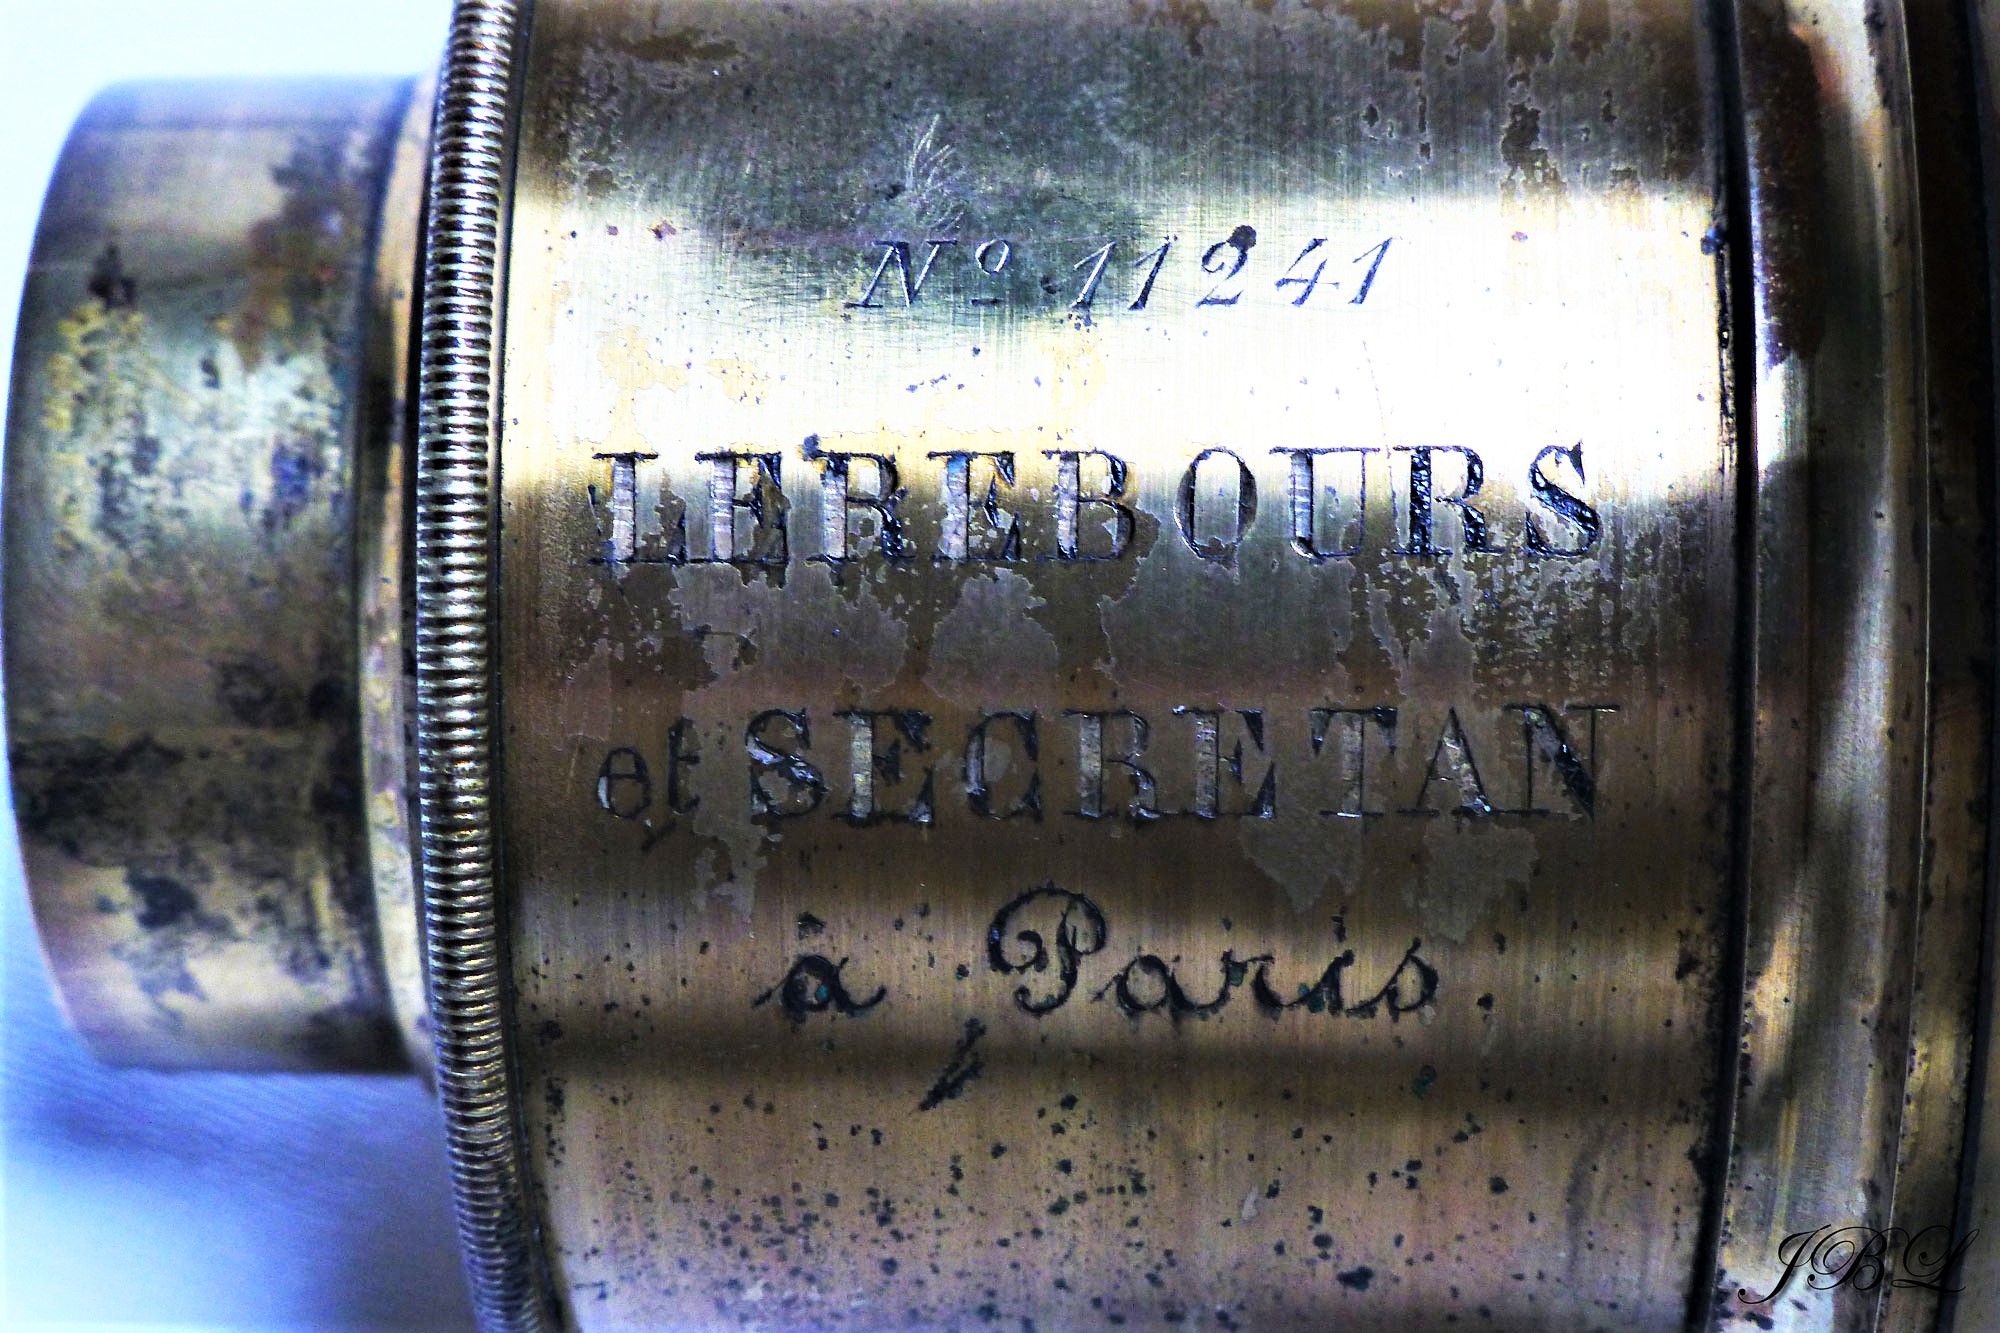 Nº 11241
LEREBOURS
et SECRETAN
à Paris.
JBL